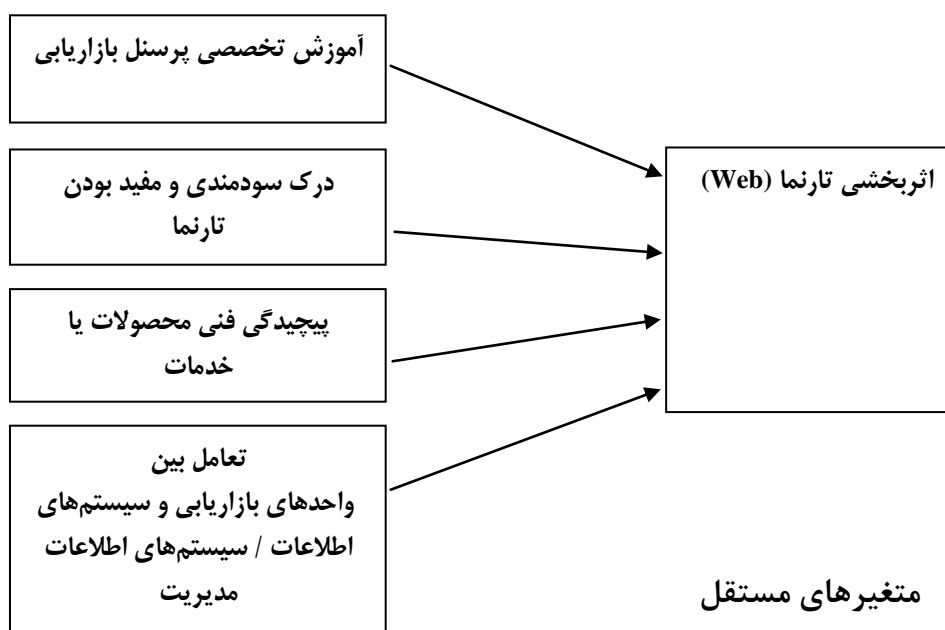 آموزش تخصصی پرسنل بازاریابی
درک سودمندی و مفید بودن
تارنما
پیچیدگی فنی محصولات یا
خدمات
تعامل بین
واحدهای بازاریابی و سیستم‌های
اطلاعات / سیستم‌های اطلاعات
مدیریت
اثربخشی تارنما (Web)
متغیرهای مستقل